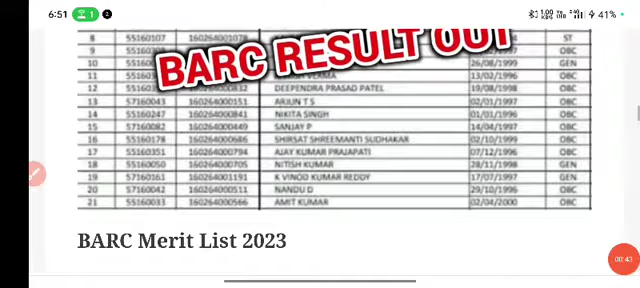 6:51 1 2 1.00 41%
8 55160107 160264001078 ST
BARC RESULT OUT
9 OBC
10 26/08/1999 GEN
11 13/02/1996 OBC
12 DEEPENDRA PRASAD PATEL 19/08/1998 OBC
13 57160043 160264000151 ARJUN T S 02/01/1997 OBC
14 55160247 160264000841 NIKITA SINGH 01/01/1996 OBC
15 57160082 160264000449 SANJAY P 14/04/1997 OBC
16 55160178 160264000686 SHIRSAT SHREEMANTI SUDHAKAR 02/10/1999 OBC
17 55160351 160264000794 AJAY KUMAR PRAJAPATI 07/12/1996 OBC
18 55160050 160264000705 NITISH KUMAR 28/11/1998 GEN
19 57160161 160264001191 K VINOD KUMAR REDDY 17/07/1997 GEN
20 57160042 160264000511 NANDU D 29/10/1996 OBC
21 55160033 160264000566 AMIT KUMAR 02/04/2000 OBC
BARC Merit List 2023
00:43